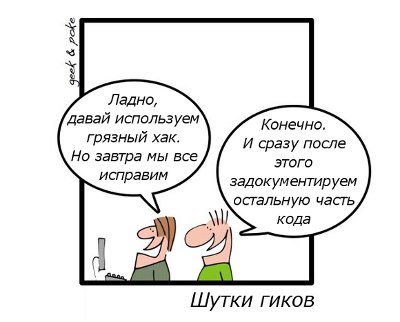 geek & poke
Ладно,
давай используем
грязный хак.
Но завтра мы все
исправим
Конечно.
И сразу после
этого
задокументируем
остальную часть
кода
Шутки гиков